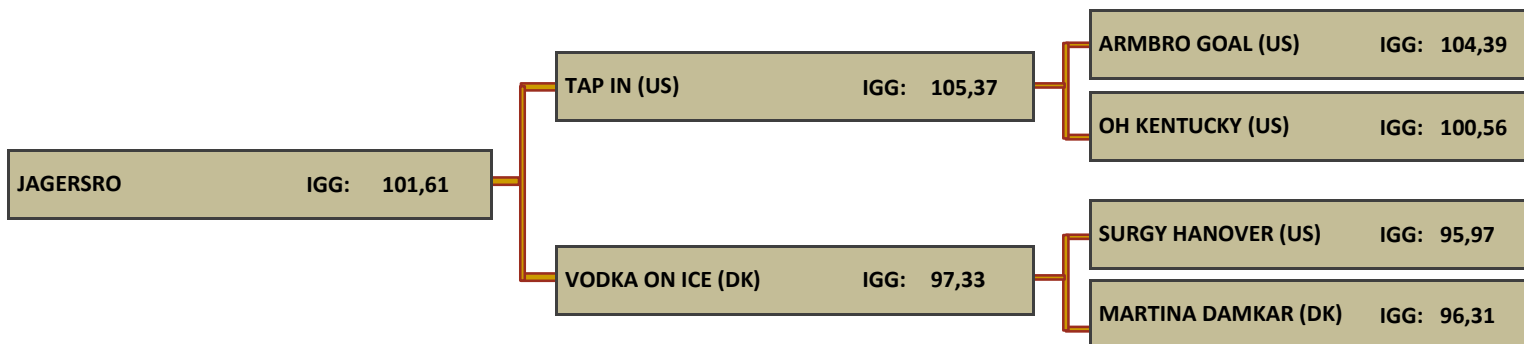 ARMBRO GOAL (US) IGG: 104,39
TAP IN (US) IGG: 105,37
OH KENTUCKY (US) IGG: 100,56
JAGERSRO IGG: 101,61
SURGY HANOVER (US) IGG: 95,97
VODKA ON ICE (DK) IGG: 97,33
MARTINA DAMKAR (DK) IGG: 96,31